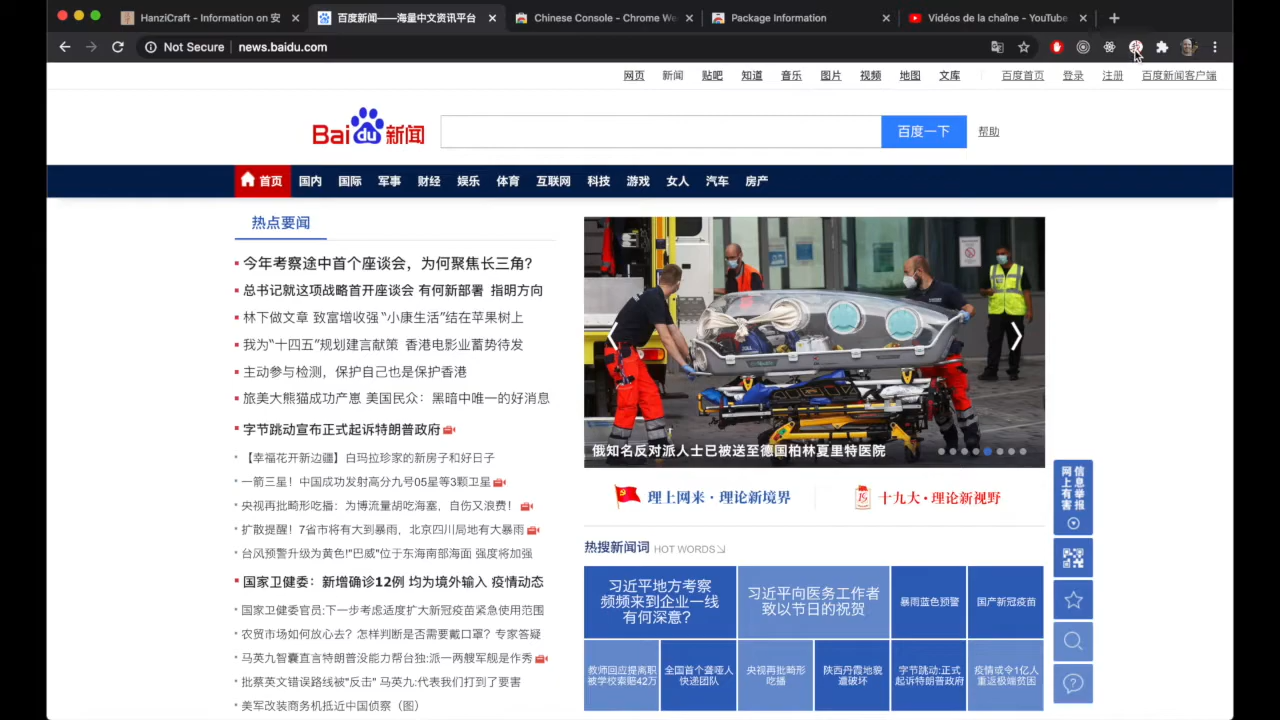 HanziCraft - Information on 安
百度新闻——海量中文资讯平台
Chinese Console - Chrome We
Package Information
Vidéos de la chaîne - YouTube
Not Secure
news.baidu.com
网页 新闻 贴吧 知道 音乐 图片 视频 地图 文库 百度首页 登录 注册 百度新闻客户端
Bai du 新闻
百度一下 帮助
首页 国内 国际 军事 财经 娱乐 体育 互联网 科技 游戏 女人 汽车 房产
热点要闻
今年考察途中首个座谈会，为何聚焦长三角？
总书记就这项战略首开座谈会 有何新部署 指明方向
林下做文章 致富增收强 “小康生活”结在苹果树上
我为“十四五”规划建言献策 香港电影业蓄势待发
主动参与检测，保护自己也是保护香港
旅美大熊猫成功产崽 美国民众：黑暗中唯一的好消息
字节跳动宣布正式起诉特朗普政府
【幸福花开新边疆】白玛拉珍家的新房子和好日子
一箭三星！中国成功发射高分九号05星等3颗卫星
央视再批畸形吃播：为博流量胡吃海塞，自伤又浪费！
扩散提醒！7省市将有大到暴雨，北京四川局地有大暴雨
台风预警升级为黄色!"巴威"位于东海南部海面 强度将加强
国家卫健委：新增确诊12例 均为境外输入 疫情动态
国家卫健委官员:下一步考虑适度扩大新冠疫苗紧急使用范围
农贸市场如何放心去？怎样判断是否需要戴口罩？专家答疑
马英九智囊直言特朗普没能力帮台独:派一两艘军舰是作秀
出席李登辉告别式被"反击" 马英九:代表我们打到了要害
美军改装商务机抵近中国侦察（图）
俄知名反对派人士已被送至德国柏林夏里特医院
理上网来·理论新境界
十九大·理论新视野
热搜新闻词 HOT WORDS
习近平地方考察
频频来到企业一线
有何深意？
习近平向医务工作者
致以节日的祝贺
暴雨蓝色预警
国产新冠疫苗
教师回应提离职
被学校索赔42万
全国首个聋哑人
快递团队
央视再批畸形
吃播
陕西丹霞地貌
遭破坏
字节跳动:正式
起诉特朗普政府
疫情或令1亿人
重返极端贫困
网上有害
信息举报